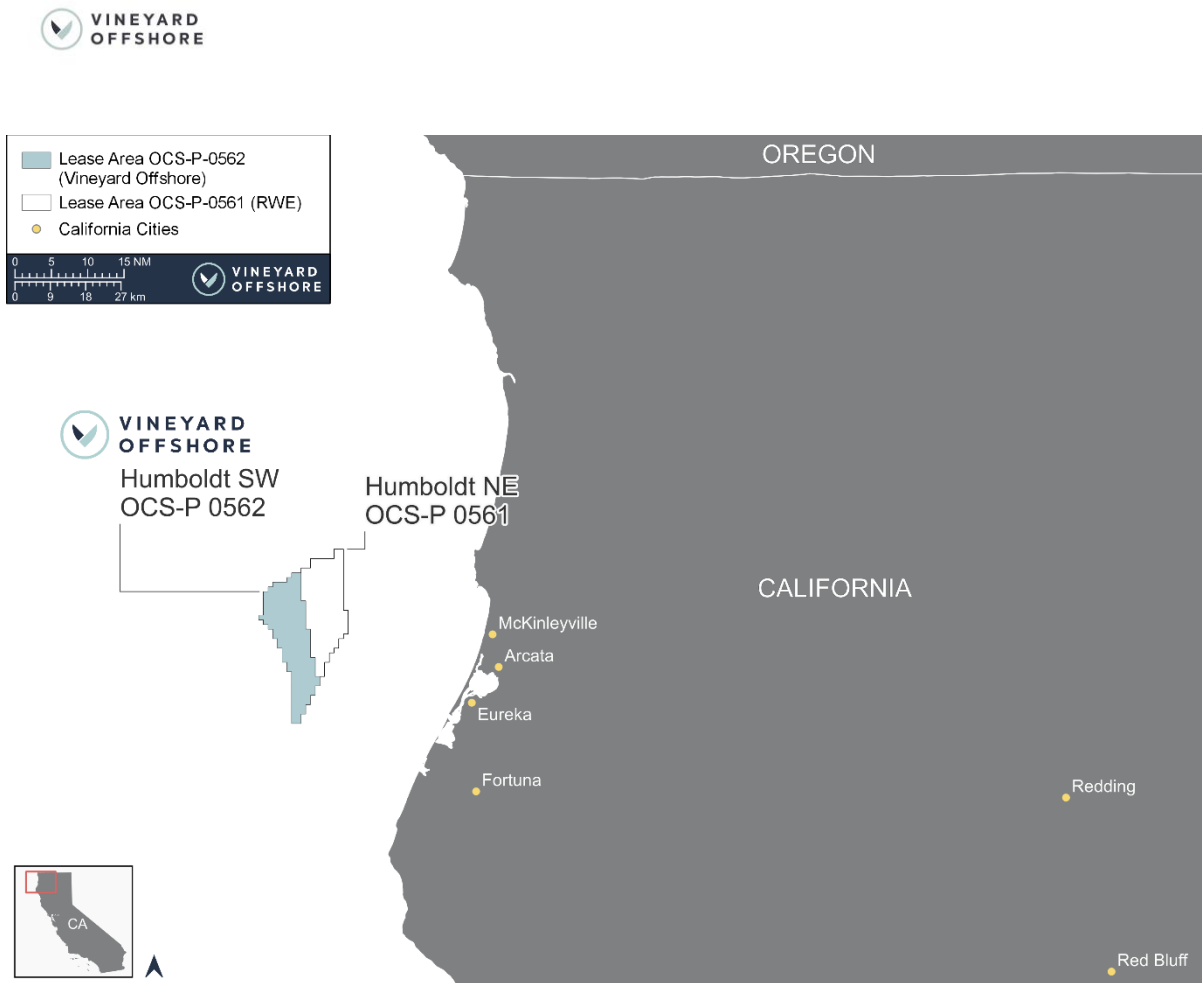 VINEYARD
OFFSHORE
Lease Area OCS-P-0562
(Vineyard Offshore)
Lease Area OCS-P-0561 (RWE)
California Cities
0 5 10 15 NM
0 9 18 27 km
VINEYARD
OFFSHORE
OREGON
VINEYARD
OFFSHORE
Humboldt SW
OCS-P 0562
Humboldt NE
OCS-P 0561
CALIFORNIA
McKinleyville
Arcata
Eureka
Fortuna
Redding
CA
Red Bluff